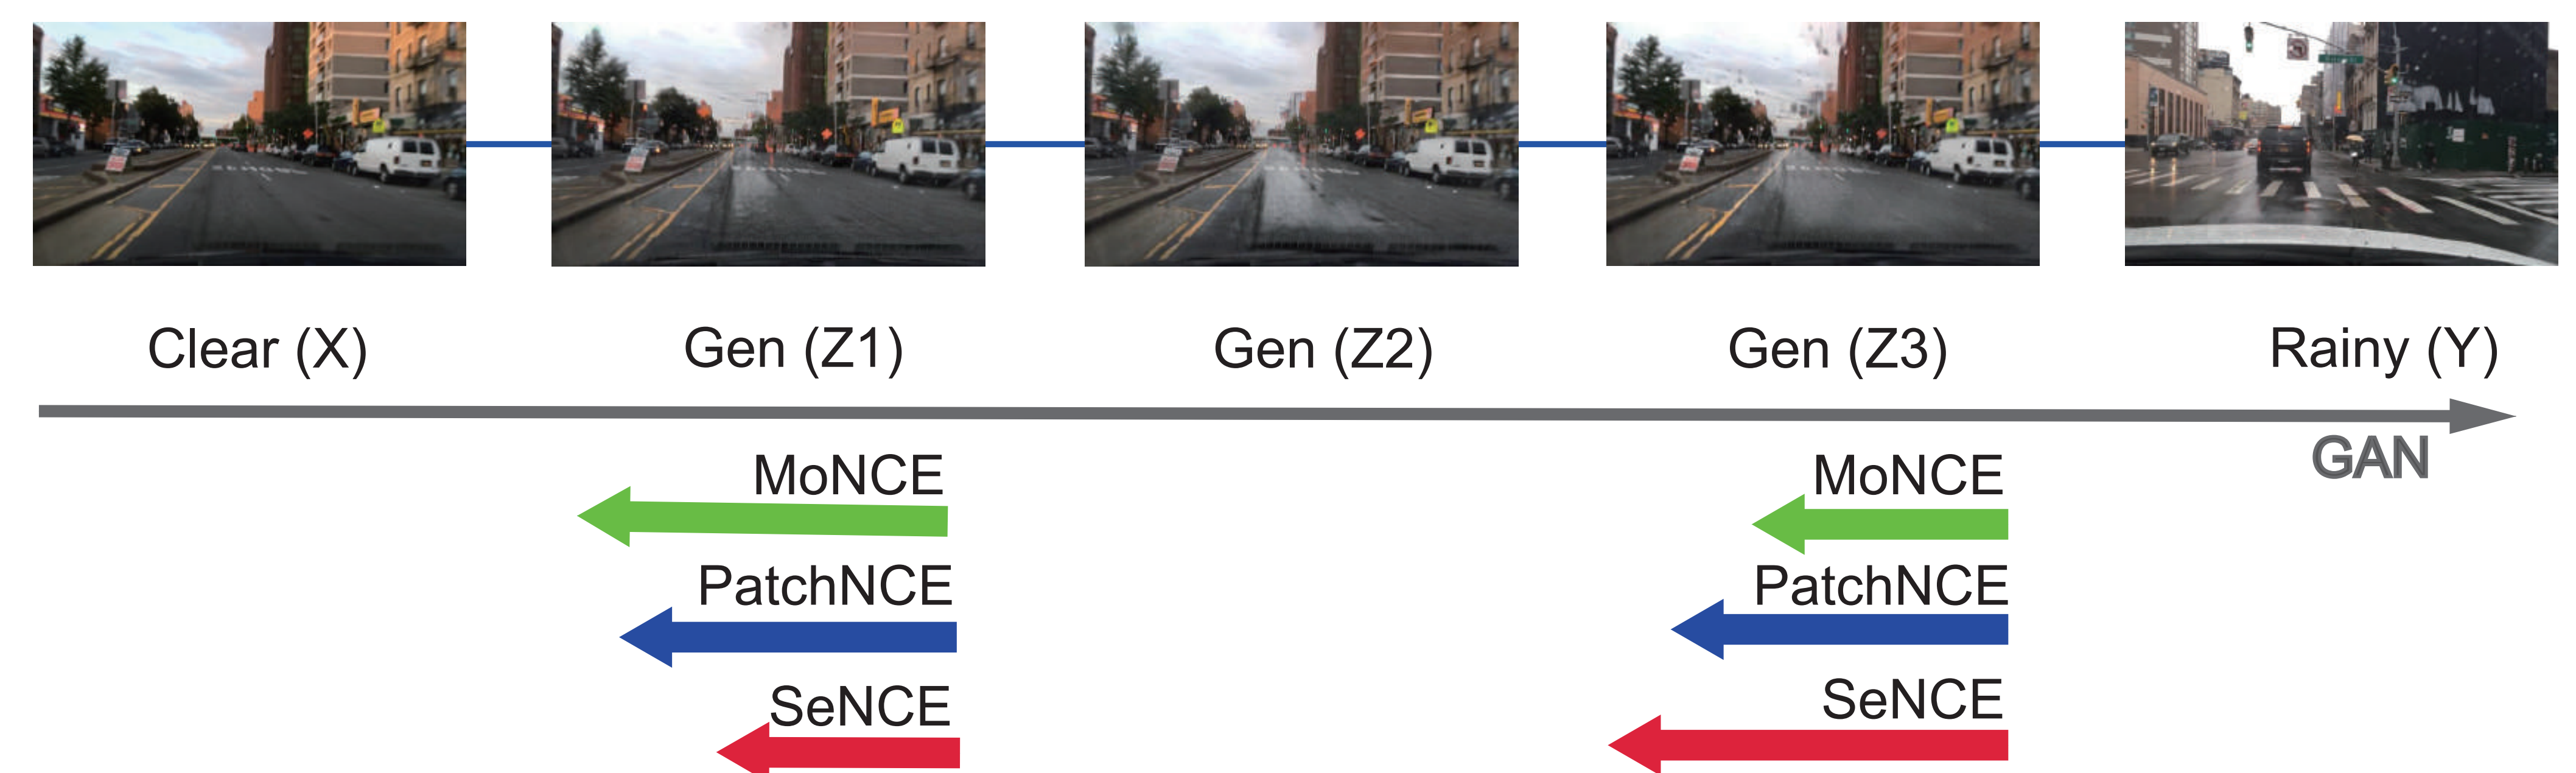 Clear (X)
Gen (Z1)
Gen (Z2)
Gen (Z3)
Rainy (Y)
GAN
MoNCE
MoNCE
PatchNCE
PatchNCE
SeNCE
SeNCE